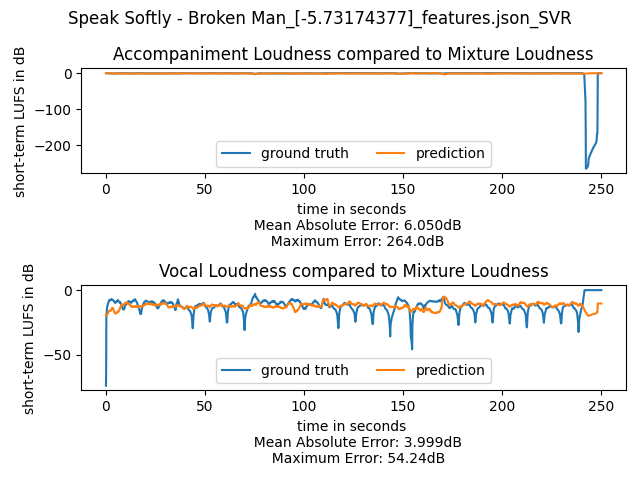 Speak Softly - Broken Man_[-5.73174377]_features.json_SVR
Accompaniment Loudness compared to Mixture Loudness
short-term LUFS in dB
0
−100
−200
ground truth
prediction
0 50 100 150 200 250
time in seconds
Mean Absolute Error: 6.050dB
Maximum Error: 264.0dB
Vocal Loudness compared to Mixture Loudness
short-term LUFS in dB
0
−50
ground truth
prediction
0 50 100 150 200 250
time in seconds
Mean Absolute Error: 3.999dB
Maximum Error: 54.24dB